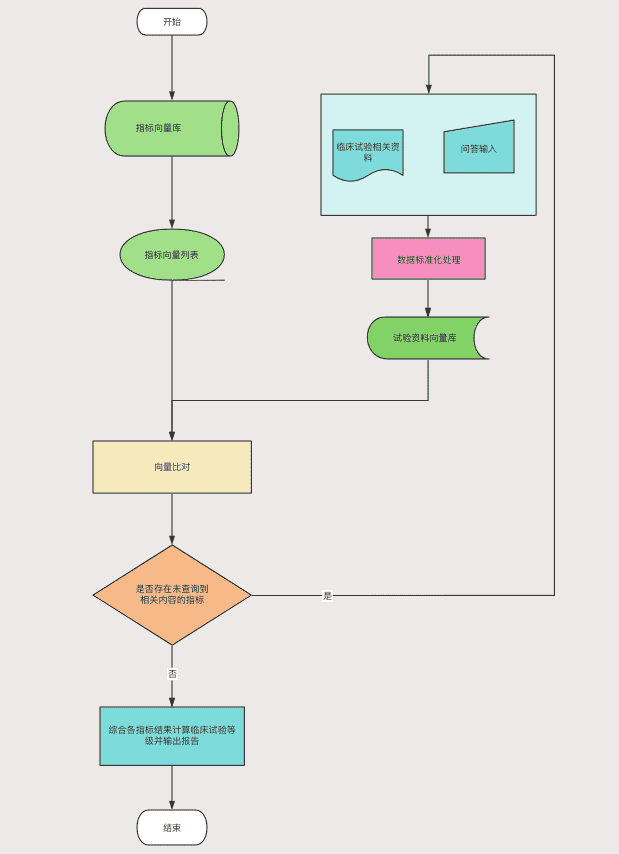 开始
指标向量库
临床试验相关资
料
问答输入
指标向量列表
数据标准化处理
试验资料向量库
向量比对
是否存在未查询到
相关内容的指标
是
否
综合各指标结果计算临床试验等
级并输出报告
结束